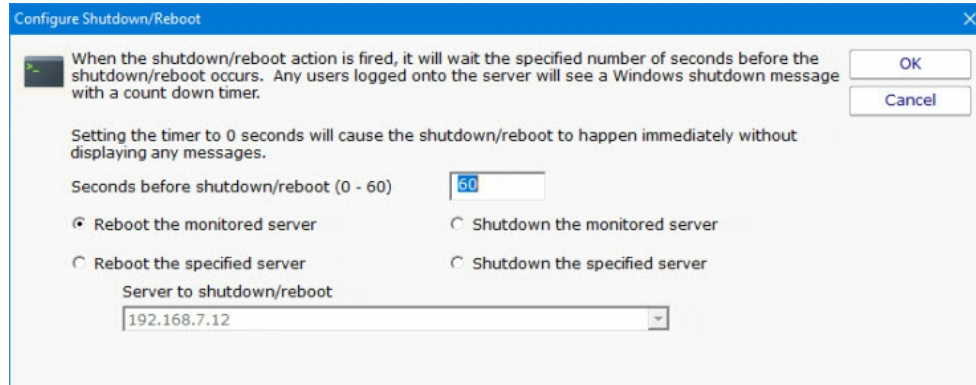 Configure Shutdown/Reboot
When the shutdown/reboot action is fired, it will wait the specified number of seconds before the
shutdown/reboot occurs. Any users logged onto the server will see a Windows shutdown message
with a count down timer.
OK
Cancel
Setting the timer to 0 seconds will cause the shutdown/reboot to happen immediately without
displaying any messages.
Seconds before shutdown/reboot (0 - 60) 60
Reboot the monitored server Shutdown the monitored server
Reboot the specified server Shutdown the specified server
Server to shutdown/reboot
192.168.7.12